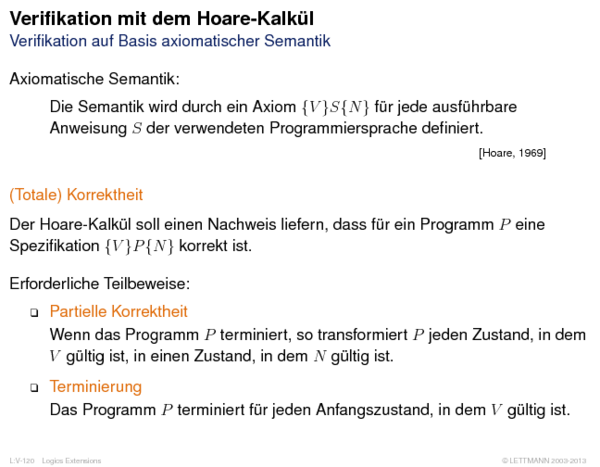 Verifikation mit dem Hoare-Kalkül
Verifikation auf Basis axiomatischer Semantik
Axiomatische Semantik:
Die Semantik wird durch ein Axiom {V}S{N} für jede ausführbare
Anweisung S der verwendeten Programmiersprache definiert.
[Hoare, 1969]
(Totale) Korrektheit
Der Hoare-Kalkül soll einen Nachweis liefern, dass für ein Programm P eine
Spezifikation {V}P{N} korrekt ist.
Erforderliche Teilbeweise:
❏ Partielle Korrektheit
Wenn das Programm P terminiert, so transformiert P jeden Zustand, in dem
V gültig ist, in einen Zustand, in dem N gültig ist.
❏ Terminierung
Das Programm P terminiert für jeden Anfangszustand, in dem V gültig ist.
L:V-120 Logics Extensions © LETTMANN 2003-2013